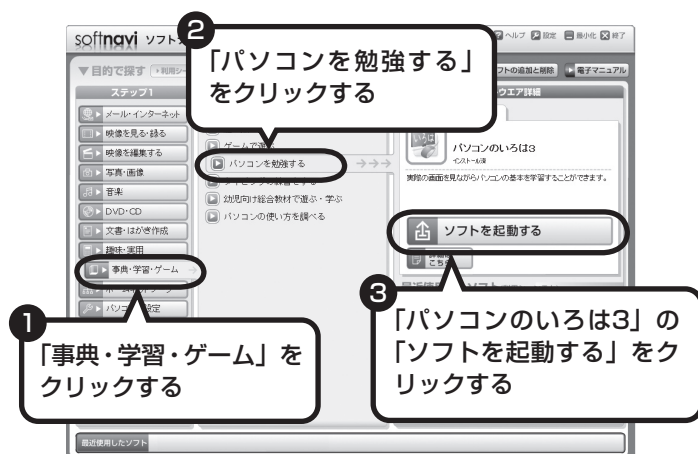 softnavi ソフト
ヘルプ 設定 最小化 終了
▼目的で探す
フトの追加と削除 電子マニュアル
ステップ1
ウエア詳細
メール・インターネット
映像を見る・録る
映像を編集する
写真・画像
音楽
DVD・CD
文書・はがき作成
趣味・実用
事典・学習・ゲーム
パソコンを勉強する
幼児向け総合教材で遊ぶ・学ぶ
パソコンの使い方を調べる
パソコンのいろは3
インストール済
実際の画面を見ながらパソコンの基本を学習することができます。
ソフトを起動する
こちら
最近使用したソフト
1
「事典・学習・ゲーム」を
クリックする
2
「パソコンを勉強する」
をクリックする
3
「パソコンのいろは3」の
「ソフトを起動する」をク
リックする